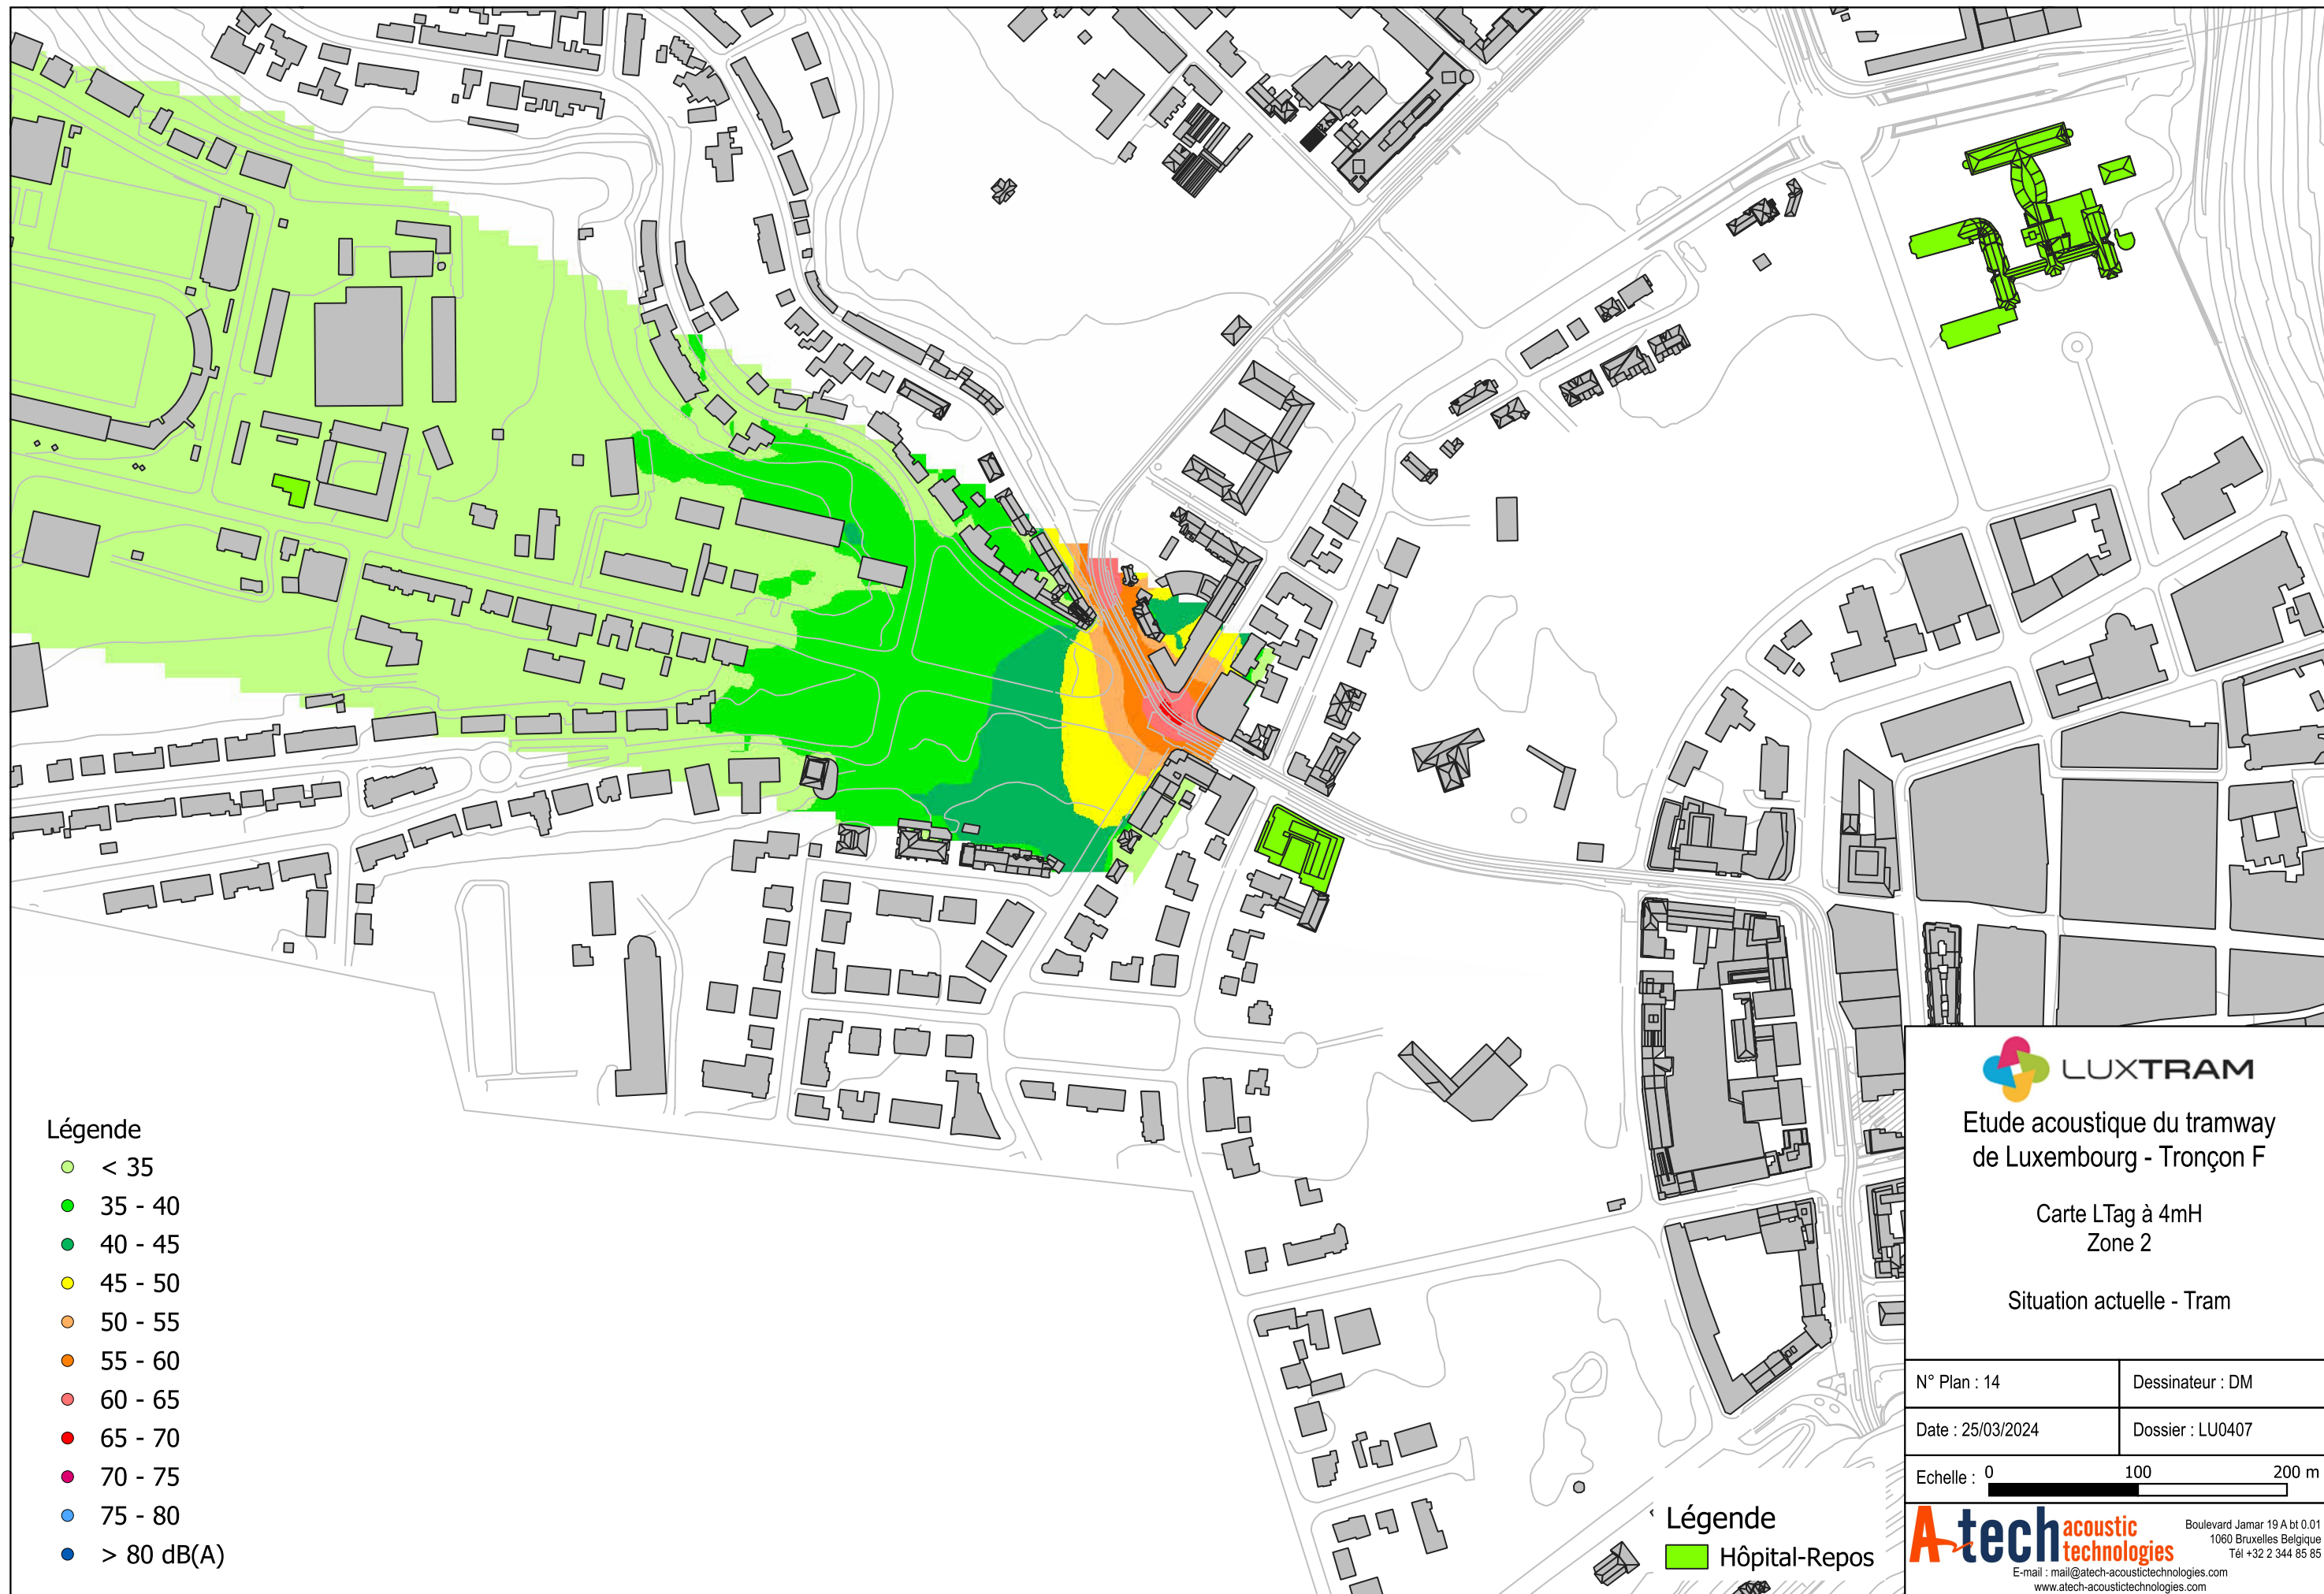 Légende
< 35
35 - 40
40 - 45
45 - 50
50 - 55
55 - 60
60 - 65
65 - 70
70 - 75
75 - 80
> 80 dB(A)
Légende
Hôpital-Repos
LUXTRAM
Etude acoustique du tramway
de Luxembourg - Tronçon F
Carte LTag à 4mH
Zone 2
Situation actuelle - Tram
N° Plan : 14
Dessinateur : DM
Date : 25/03/2024
Dossier : LU0407
Echelle : 0 100 200 m
A-tech acoustic technologies
Boulevard Jamar 19 A bt 0.01
1060 Bruxelles Belgique
Tél +32 2 344 85 85
E-mail : mail@atech-acoustictechnologies.com
www.atech-acoustictechnologies.com